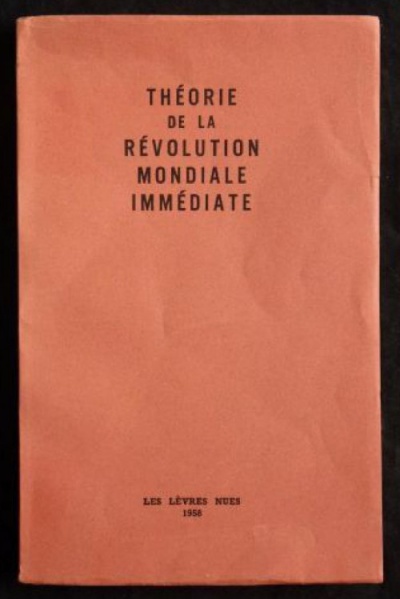 THÉORIE
DE LA
RÉVOLUTION
MONDIALE
IMMÉDIATE
LES LÈVRES NUES
1958